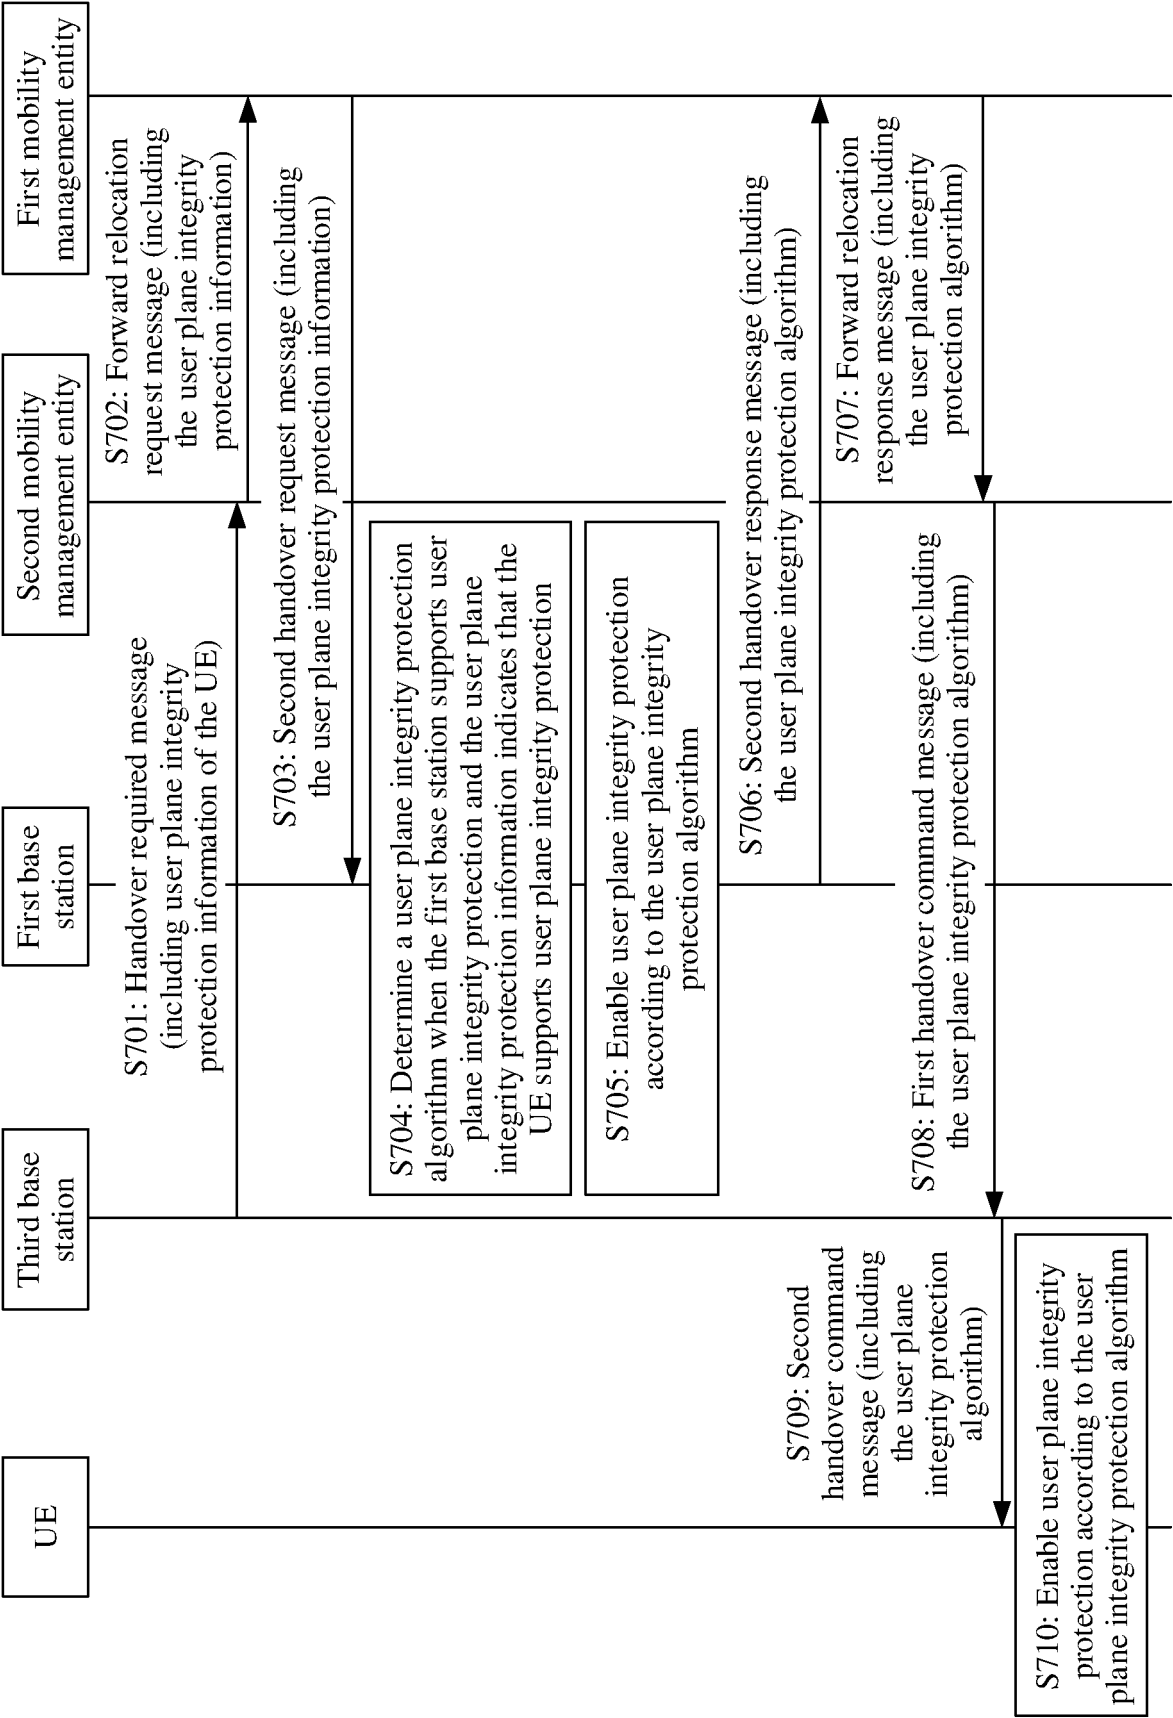 UE
Third base
station
First base
station
Second mobility
management entity
First mobility
management entity
S701: Handover required message
(including user plane integrity
protection information of the UE)
S702: Forward relocation
request message (including
the user plane integrity
protection information)
S703: Second handover request message (including
the user plane integrity protection information)
S704: Determine a user plane integrity protection
algorithm when the first base station supports user
plane integrity protection and the user plane
integrity protection information indicates that the
UE supports user plane integrity protection
S705: Enable user plane integrity protection
according to the user plane integrity
protection algorithm
S706: Second handover response message (including
the user plane integrity protection algorithm)
S707: Forward relocation
response message (including
the user plane integrity
protection algorithm)
S708: First handover command message (including
the user plane integrity protection algorithm)
S709: Second
handover command
message (including
the user plane
integrity protection
algorithm)
S710: Enable user plane integrity
protection according to the user
plane integrity protection algorithm